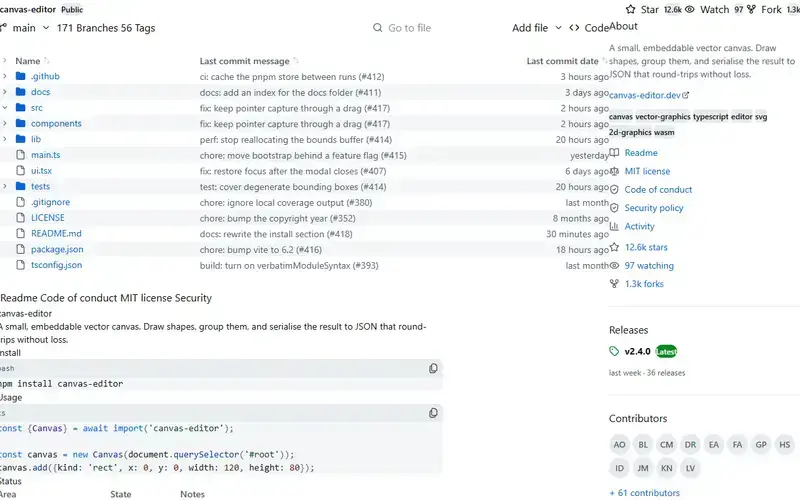 canvas-editor Public
Star 12.6k Watch 97 Fork 1.3k
main 171 Branches 56 Tags Go to file Add file Code
Name Last commit message Last commit date
.github ci: cache the pnpm store between runs (#412) 3 hours ago
docs docs: add an index for the docs folder (#411) 3 days ago
src fix: keep pointer capture through a drag (#417) 2 hours ago
components fix: keep pointer capture through a drag (#417) 2 hours ago
lib perf: stop reallocating the bounds buffer (#414) 20 hours ago
main.ts chore: move bootstrap behind a feature flag (#415) yesterday
ui.tsx fix: restore focus after the modal closes (#407) 6 days ago
tests test: cover degenerate bounding boxes (#414) 20 hours ago
.gitignore chore: ignore local coverage output (#380) last month
LICENSE chore: bump the copyright year (#352) 8 months ago
README.md docs: rewrite the install section (#418) 30 minutes ago
package.json chore: bump vite to 6.2 (#416) 18 hours ago
tsconfig.json build: turn on verbatimModuleSyntax (#393) last month
Readme Code of conduct MIT license Security
canvas-editor
A small, embeddable vector canvas. Draw shapes, group them, and serialise the result to JSON that round-
trips without loss.
Install
bash
npm install canvas-editor
Usage
ts
const {Canvas} = await import('canvas-editor');
const canvas = new Canvas(document.querySelector('#root'));
canvas.add({kind: 'rect', x: 0, y: 0, width: 120, height: 80});
Status
Area State Notes
About
A small, embeddable vector canvas. Draw
shapes, group them, and serialise the result to
JSON that round-trips without loss.
canvas-editor.dev
canvas vector-graphics typescript editor svg
2d-graphics wasm
Readme
MIT license
Code of conduct
Security policy
Activity
12.6k stars
97 watching
1.3k forks
Releases
v2.4.0 Latest
last week · 36 releases
Contributors
AO BL CM DR EA FA GP HS
ID JM KN LV
+ 61 contributors